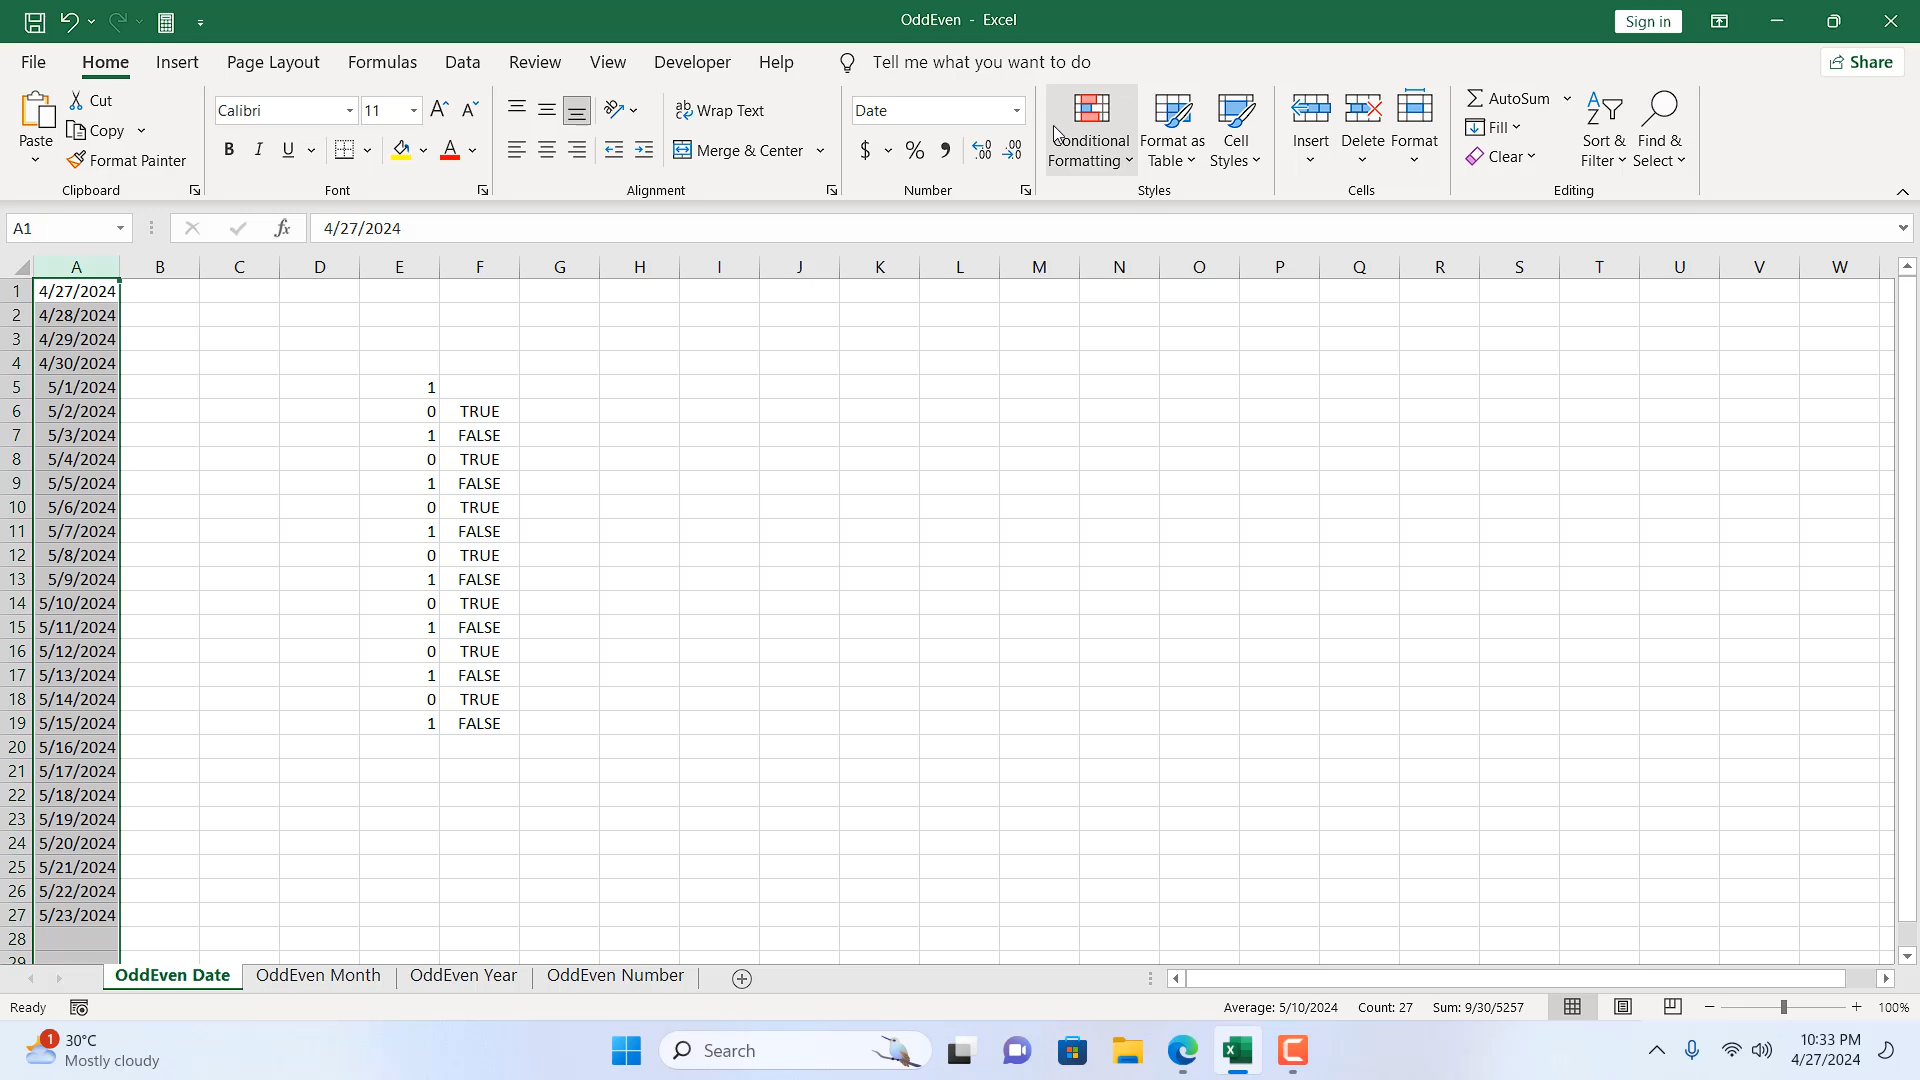 OddEven - Excel
Sign in
File Home Insert Page Layout Formulas Data Review View Developer Help Tell me what you want to do Share
Paste
Cut
Copy
Format Painter
Clipboard
Calibri 11
B I U
Font
Wrap Text
Merge & Center
Alignment
Date
$ % ,
Number
Conditional Formatting
Format as Table
Cell Styles
Styles
Insert Delete Format
Cells
AutoSum
Fill
Clear
Sort & Filter
Find & Select
Editing
A1 fx 4/27/2024
A B C D E F G H I J K L M N O P Q R S T U V W
1 4/27/2024
2 4/28/2024
3 4/29/2024
4 4/30/2024
5 5/1/2024 1
6 5/2/2024 0 TRUE
7 5/3/2024 1 FALSE
8 5/4/2024 0 TRUE
9 5/5/2024 1 FALSE
10 5/6/2024 0 TRUE
11 5/7/2024 1 FALSE
12 5/8/2024 0 TRUE
13 5/9/2024 1 FALSE
14 5/10/2024 0 TRUE
15 5/11/2024 1 FALSE
16 5/12/2024 0 TRUE
17 5/13/2024 1 FALSE
18 5/14/2024 0 TRUE
19 5/15/2024 1 FALSE
20 5/16/2024
21 5/17/2024
22 5/18/2024
23 5/19/2024
24 5/20/2024
25 5/21/2024
26 5/22/2024
27 5/23/2024
28
29
OddEven Date OddEven Month OddEven Year OddEven Number
Ready Average: 5/10/2024 Count: 27 Sum: 9/30/5257 100%
1 30°C
Mostly cloudy
Search
10:33 PM
4/27/2024